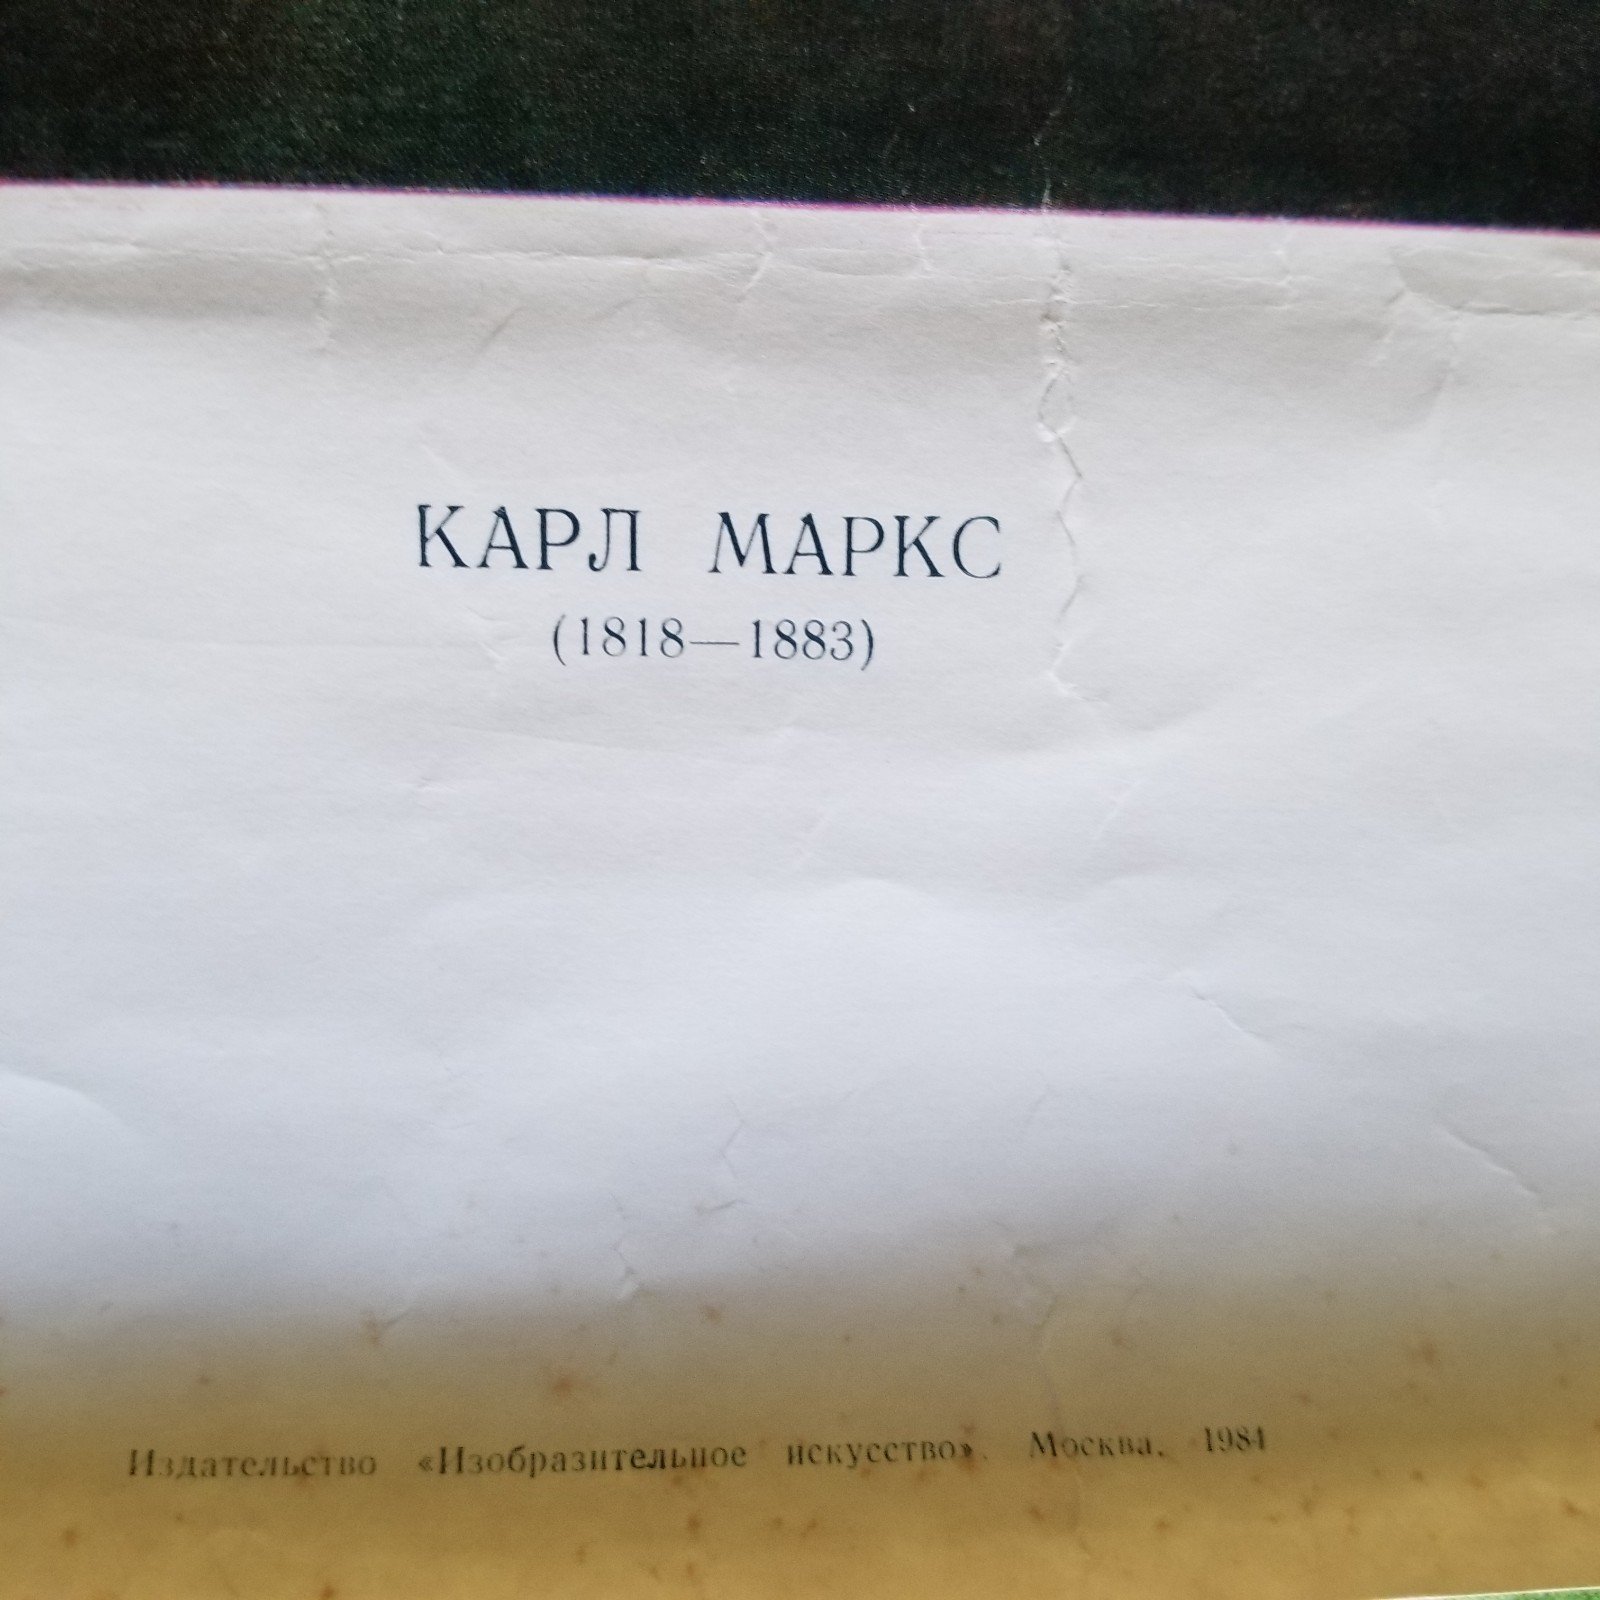 КАРЛ МАРКС
(1818—1883)
Издательство «Изобразительное искусство». Москва. 1984